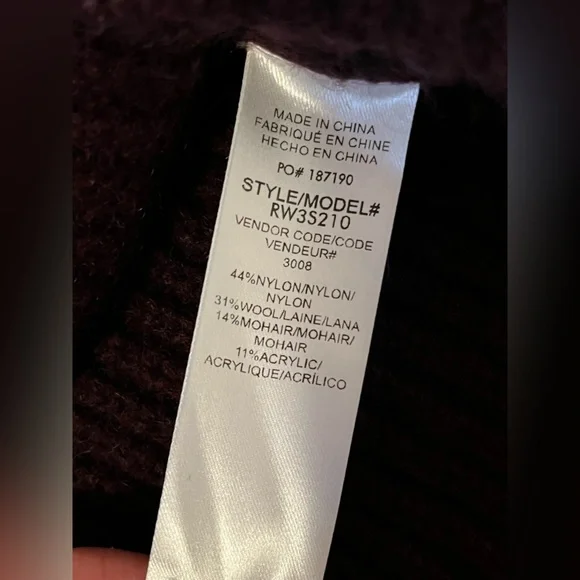 MADE IN CHINA
FABRIQUÉ EN CHINE
HECHO EN CHINA
PO# 187190
STYLE/MODEL#
RW3S210
VENDOR CODE/CODE
VENDEUR#
3008
44%NYLON/NYLON/
NYLON
31%WOOL/LAINE/LANA
14%MOHAIR/MOHAIR/
MOHAIR
11%ACRYLIC/
ACRYLIQUE/ACRÍLICO